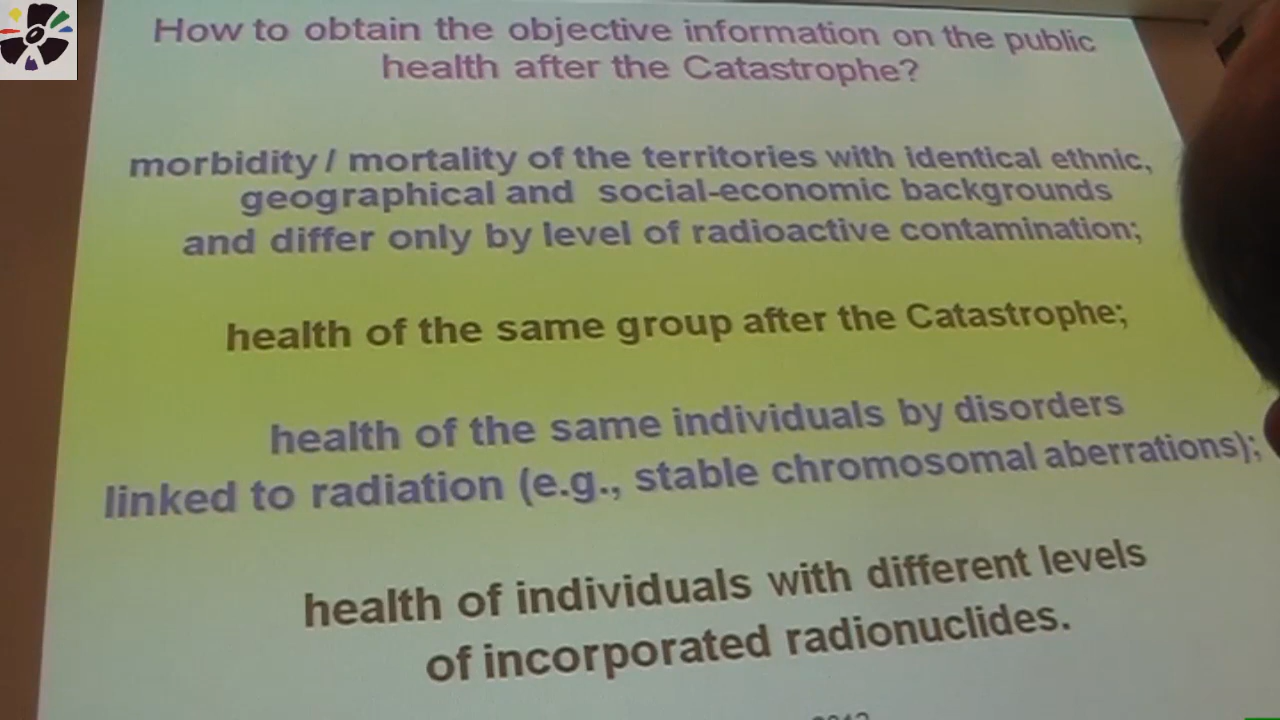 How to obtain the objective information on the public
health after the Catastrophe?
morbidity / mortality of the territories with identical ethnic,
geographical and social-economic backgrounds
and differ only by level of radioactive contamination;
health of the same group after the Catastrophe;
health of the same individuals by disorders
linked to radiation (e.g., stable chromosomal aberrations);
health of individuals with different levels
of incorporated radionuclides.